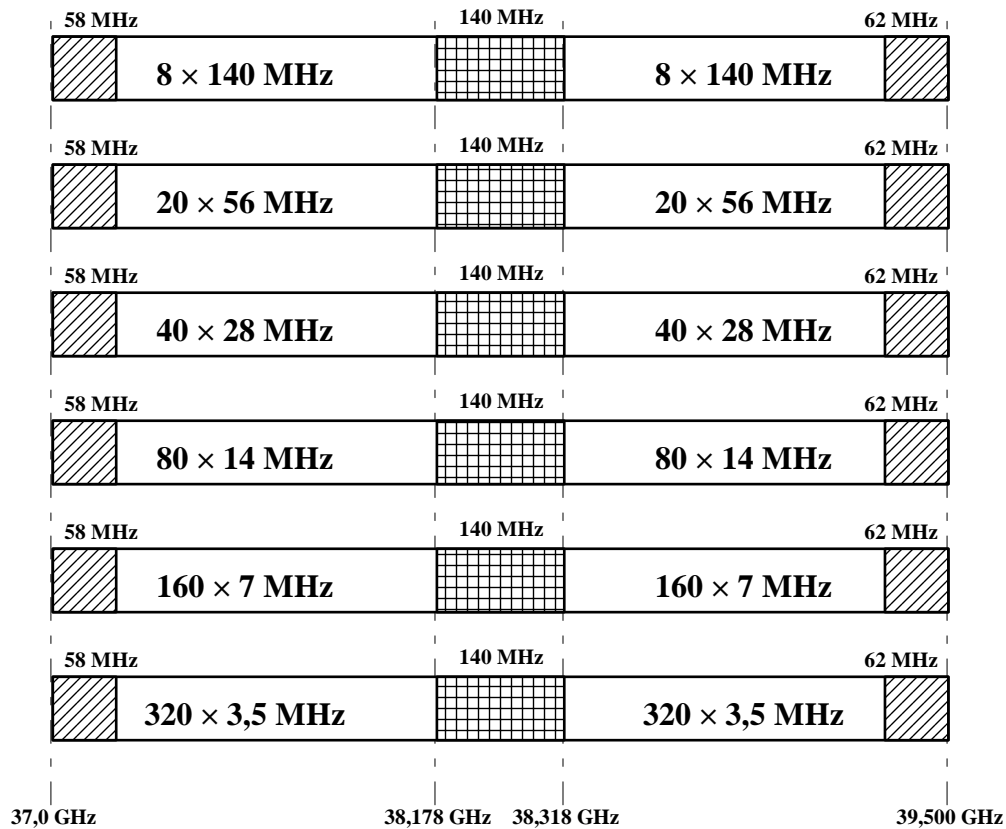 58 MHz 140 MHz 62 MHz
8 × 140 MHz 8 × 140 MHz
58 MHz 140 MHz 62 MHz
20 × 56 MHz 20 × 56 MHz
58 MHz 140 MHz 62 MHz
40 × 28 MHz 40 × 28 MHz
58 MHz 140 MHz 62 MHz
80 × 14 MHz 80 × 14 MHz
58 MHz 140 MHz 62 MHz
160 × 7 MHz 160 × 7 MHz
58 MHz 140 MHz 62 MHz
320 × 3,5 MHz 320 × 3,5 MHz
37,0 GHz 38,178 GHz 38,318 GHz 39,500 GHz